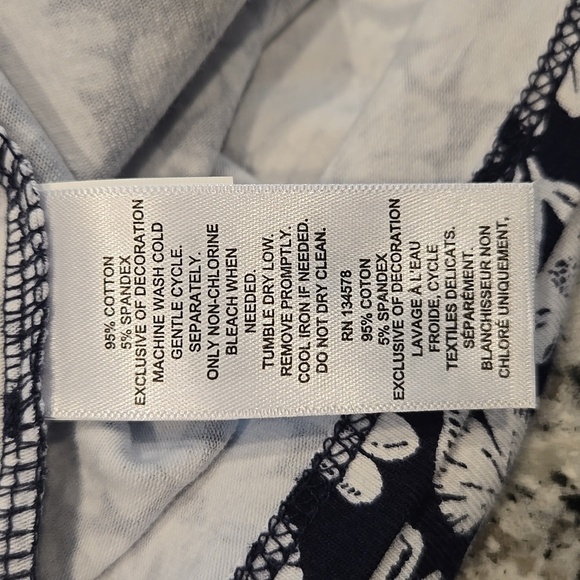 95% COTTON
5% SPANDEX
EXCLUSIVE OF DECORATION
MACHINE WASH COLD
GENTLE CYCLE.
SEPARATELY.
ONLY NON-CHLORINE
BLEACH WHEN
NEEDED.
TUMBLE DRY LOW.
REMOVE PROMPTLY.
COOL IRON IF NEEDED.
DO NOT DRY CLEAN.
RN 134578
95% COTON
5% SPANDEX
EXCLUSIVE OF DECORATION
LAVAGE À L'EAU
FROIDE, CYCLE
TEXTILES DELICATS.
SEPARÉMENT.
BLANCHISSEUR NON
CHLORÉ UNIQUEMENT,